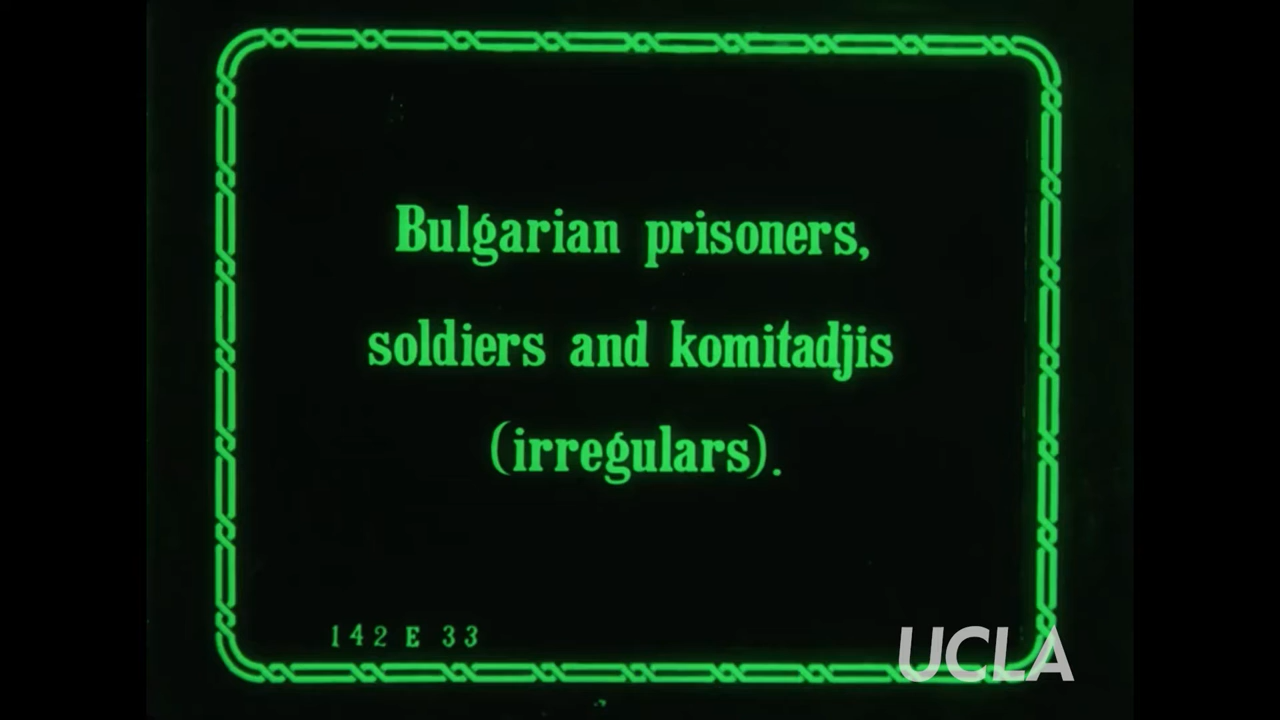 Bulgarian prisoners,
soldiers and komitadjis
(irregulars).
142 E 33
UCLA